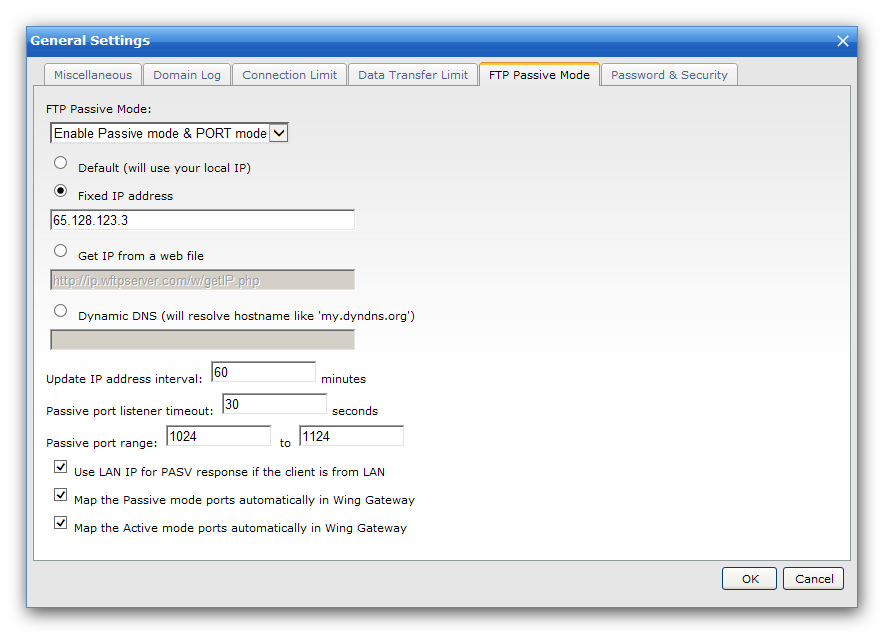 General Settings
Miscellaneous Domain Log Connection Limit Data Transfer Limit FTP Passive Mode Password & Security
FTP Passive Mode:
Enable Passive mode & PORT mode
Default (will use your local IP)
Fixed IP address
65.128.123.3
Get IP from a web file
http://ip.wftpserver.com/w/getIP.php
Dynamic DNS (will resolve hostname like 'my.dyndns.org')
Update IP address interval: 60 minutes
Passive port listener timeout: 30 seconds
Passive port range: 1024 to 1124
Use LAN IP for PASV response if the client is from LAN
Map the Passive mode ports automatically in Wing Gateway
Map the Active mode ports automatically in Wing Gateway
OK Cancel